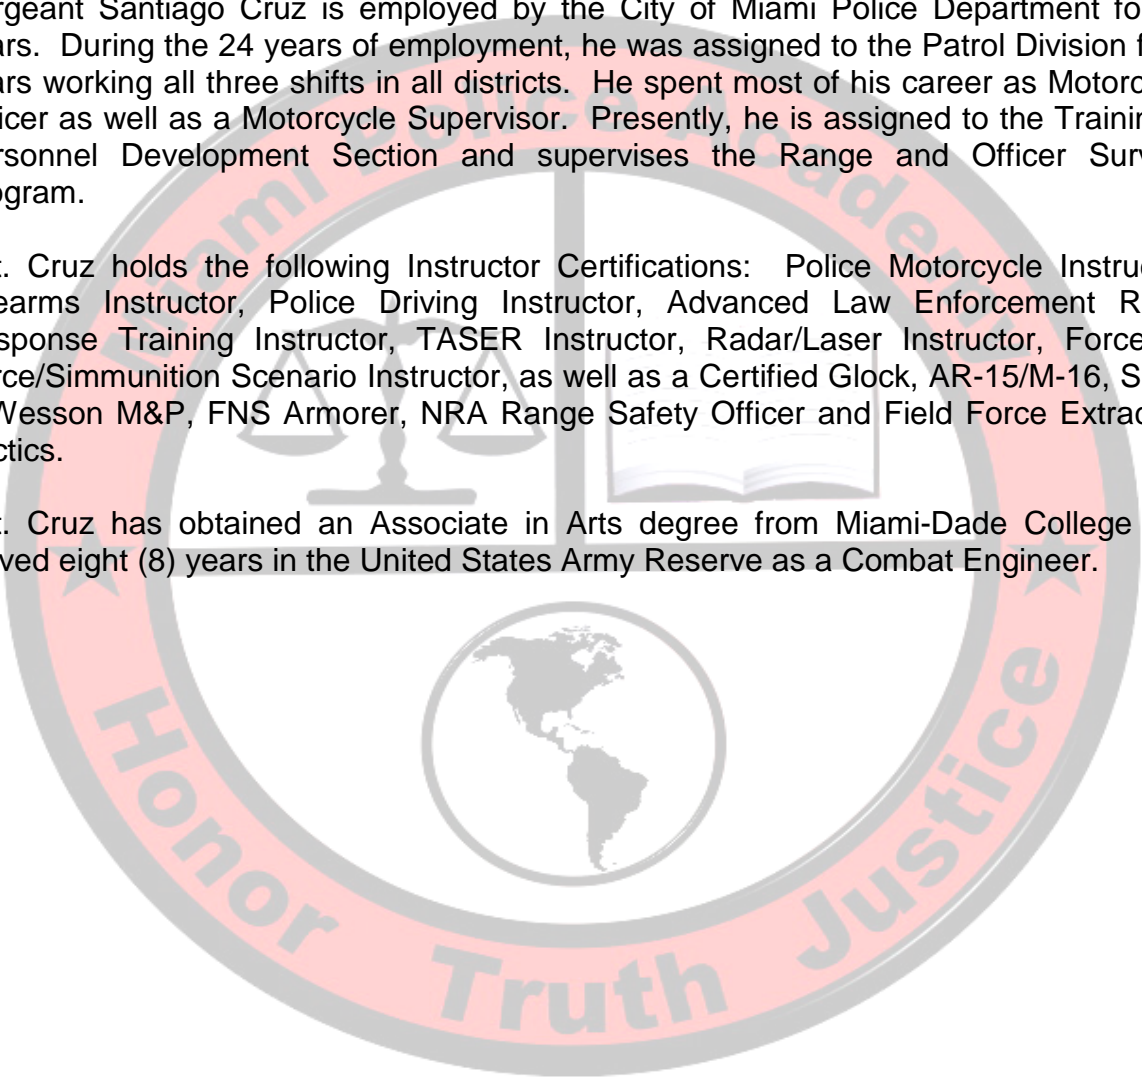 rgeant Santiago Cruz is employed by the City of Miami Police Department fo
ars. During the 24 years of employment, he was assigned to the Patrol Division f
ars working all three shifts in all districts. He spent most of his career as Motorc
icer as well as a Motorcycle Supervisor. Presently, he is assigned to the Trainin
rsonnel Development Section and supervises the Range and Officer Surv
ogram.
t. Cruz holds the following Instructor Certifications: Police Motorcycle Instruc
earms Instructor, Police Driving Instructor, Advanced Law Enforcement R
sponse Training Instructor, TASER Instructor, Radar/Laser Instructor, Force
rce/Simmunition Scenario Instructor, as well as a Certified Glock, AR-15/M-16, S
Wesson M&P, FNS Armorer, NRA Range Safety Officer and Field Force Extrac
ctics.
t. Cruz has obtained an Associate in Arts degree from Miami-Dade College
ved eight (8) years in the United States Army Reserve as a Combat Engineer.
Miami Police Academy
Honor Truth Justice